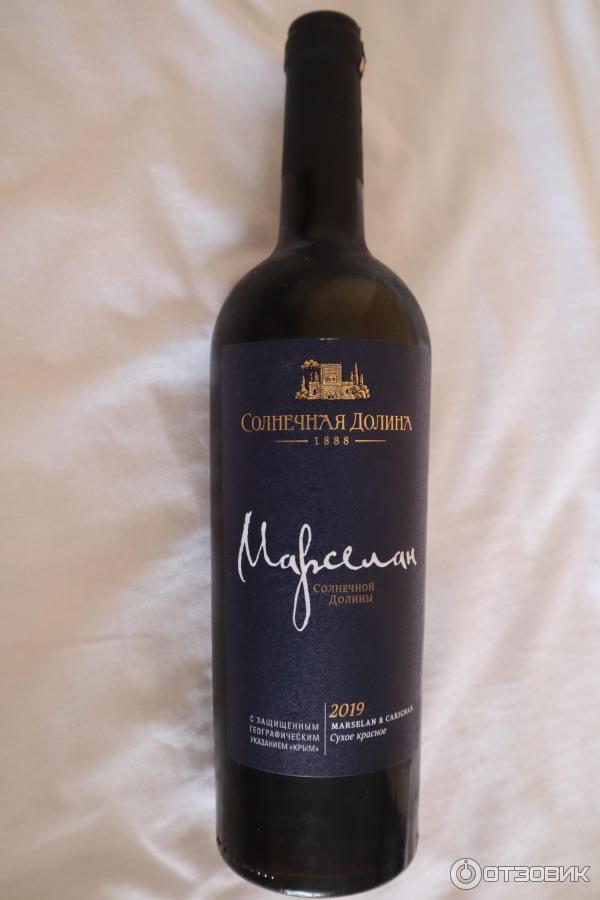 СОЛНЕЧНАЯ ДОЛИНА
1888
Марселан
СОЛНЕЧНОЙ
ДОЛИНЫ
С ЗАЩИЩЕННЫМ
ГЕОГРАФИЧЕСКИМ
УКАЗАНИЕМ «КРЫМ»
2019
MARSELAN & CARIGNAN
Сухое красное
ОТЗОВИК